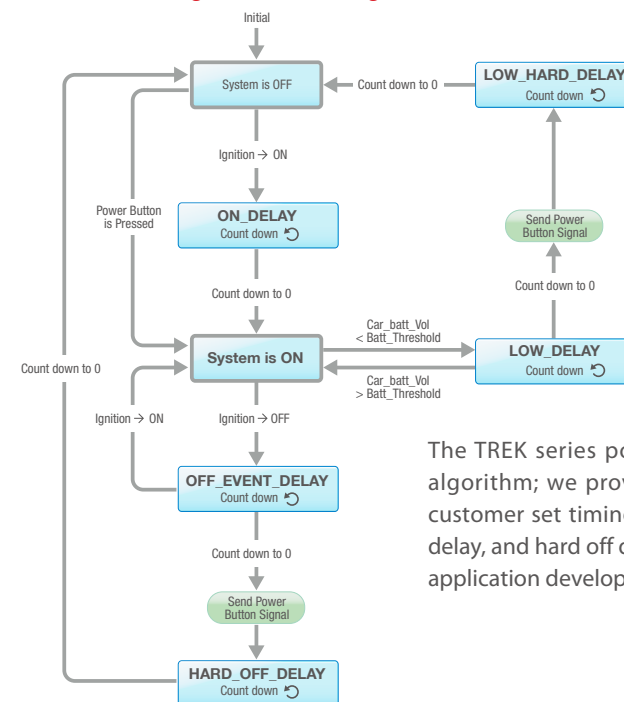 Initial
System is OFF
Count down to 0
LOW_HARD_DELAY
Count down
Ignition → ON
Power Button
is Pressed
ON_DELAY
Count down
Send Power
Button Signal
Count down to 0
Count down to 0
System is ON
Car_batt_Vol
< Batt_Threshold
LOW_DELAY
Count down
Car_batt_Vol
> Batt_Threshold
Count down to 0
Ignition → ON
Ignition → OFF
OFF_EVENT_DELAY
Count down
Count down to 0
Send Power
Button Signal
HARD_OFF_DELAY
Count down
The TREK series po
algorithm; we prov
customer set timing
delay, and hard off d
application develop